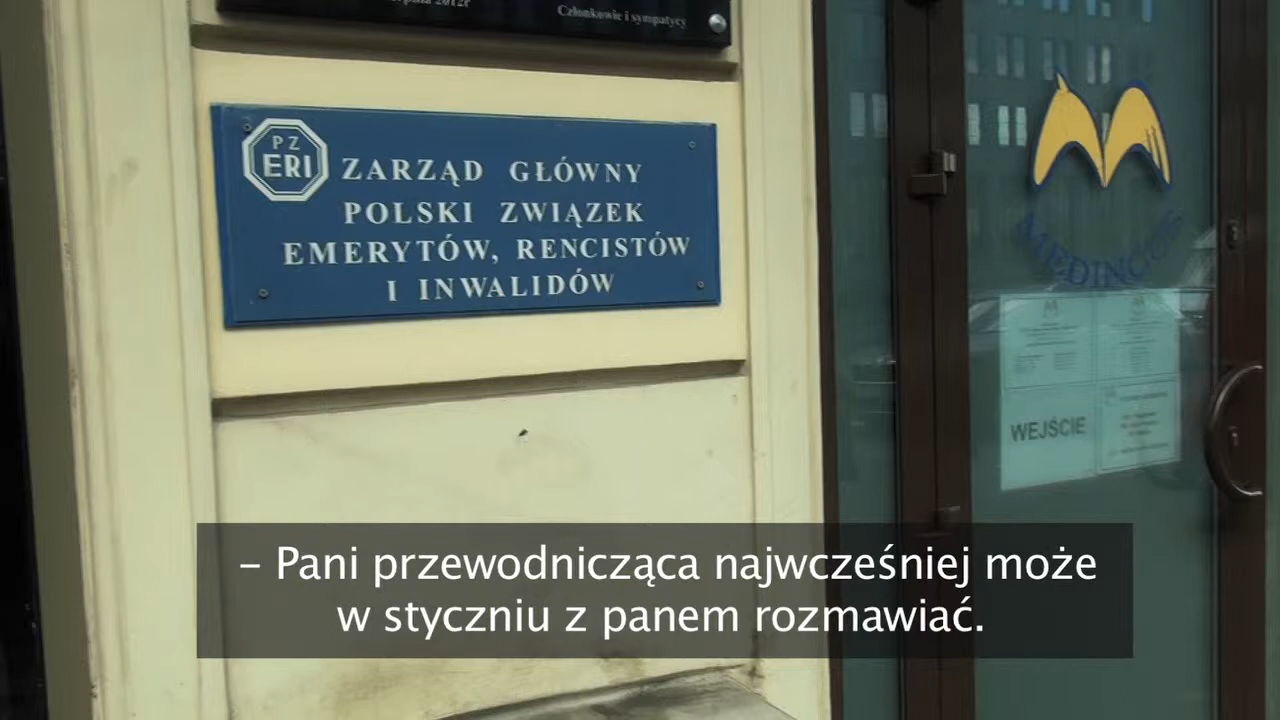 Członkowie i sympatycy
PZ
ERI
ZARZĄD GŁÓWNY
POLSKI ZWIĄZEK
EMERYTÓW, RENCISTÓW
I INWALIDÓW
WEJŚCIE
– Pani przewodnicząca najwcześniej może
w styczniu z panem rozmawiać.